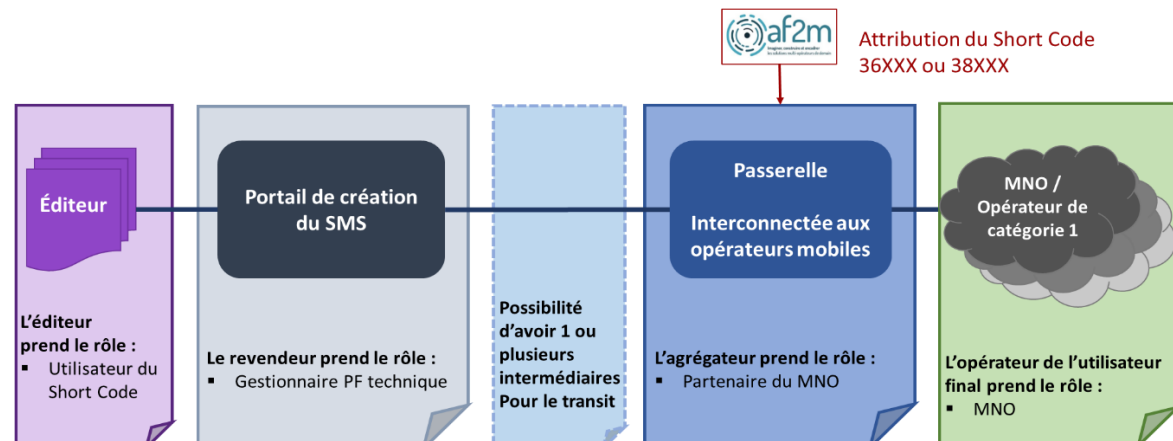 af2m
Attribution du Short Code
36XXX ou 38XXX
Éditeur
L'éditeur
prend le rôle :
▪ Utilisateur du
Short Code
Portail de création
du SMS
Le revendeur prend le rôle :
▪ Gestionnaire PF technique
Possibilité
d'avoir 1 ou
plusieurs
intermédiaires
Pour le transit
Passerelle
Interconnectée aux
opérateurs mobiles
L'agrégateur prend le rôle :
▪ Partenaire du MNO
MNO /
Opérateur de
catégorie 1
L'opérateur de l'utilisateur
final prend le rôle :
▪ MNO